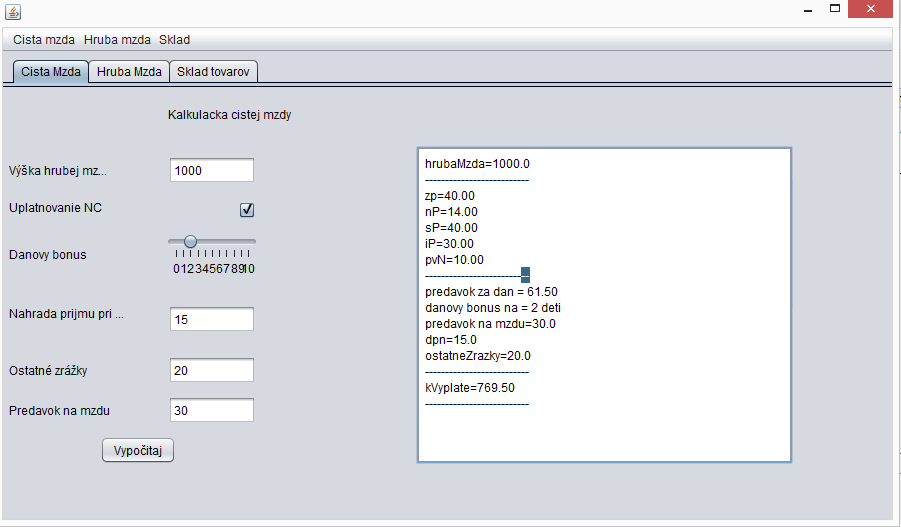 Cista mzda Hruba mzda Sklad
Cista Mzda Hruba Mzda Sklad tovarov
Kalkulacka cistej mzdy
Výška hrubej mz... 1000
Uplatnovanie NC
Danovy bonus
012345678910
Nahrada prijmu pri ... 15
Ostatné zrážky 20
Predavok na mzdu 30
Vypočitaj
hrubaMzda=1000.0
--------------------------
zp=40.00
nP=14.00
sP=40.00
iP=30.00
pvN=10.00
--------------------------
predavok za dan = 61.50
danovy bonus na = 2 deti
predavok na mzdu=30.0
dpn=15.0
ostatneZrazky=20.0
--------------------------
kVyplate=769.50
--------------------------